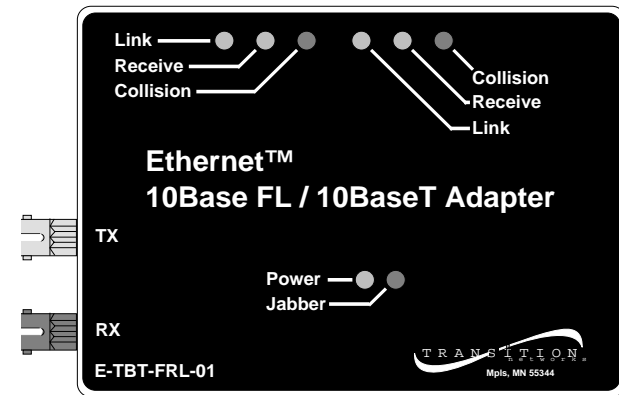 Link
Receive
Collision
Collision
Receive
Link
Ethernet™
10Base FL / 10BaseT Adapter
TX
Power
Jabber
RX
E-TBT-FRL-01
TRANSITION
networks
Mpls, MN 55344